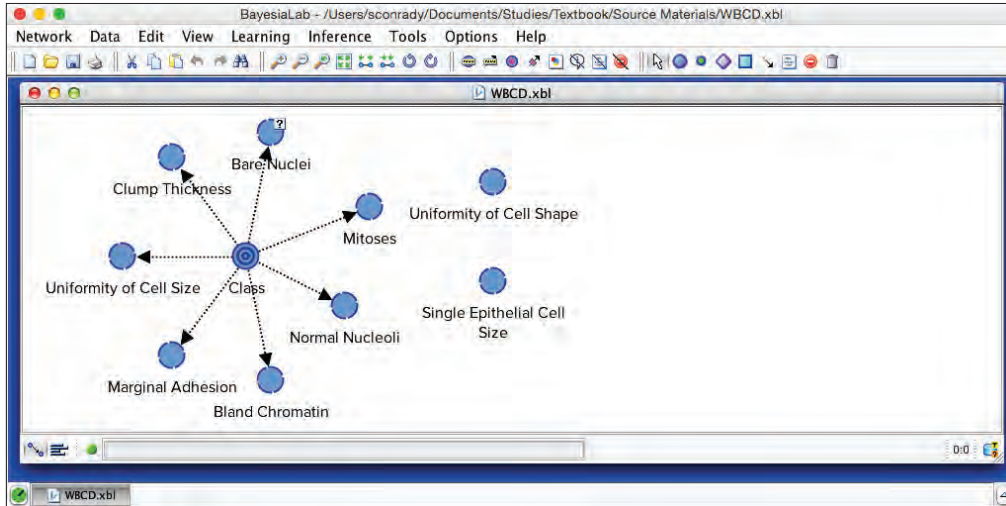 BayesiaLab - /Users/sconrady/Documents/Studies/Textbook/Source Materials/WBCD.xbl
Network Data Edit View Learning Inference Tools Options Help
WBCD.xbl
?
Bare Nuclei
Clump Thickness
Uniformity of Cell Shape
Mitoses
Uniformity of Cell Size
Class
Single Epithelial Cell
Size
Normal Nucleoli
Marginal Adhesion
Bland Chromatin
0:0
WBCD.xbl